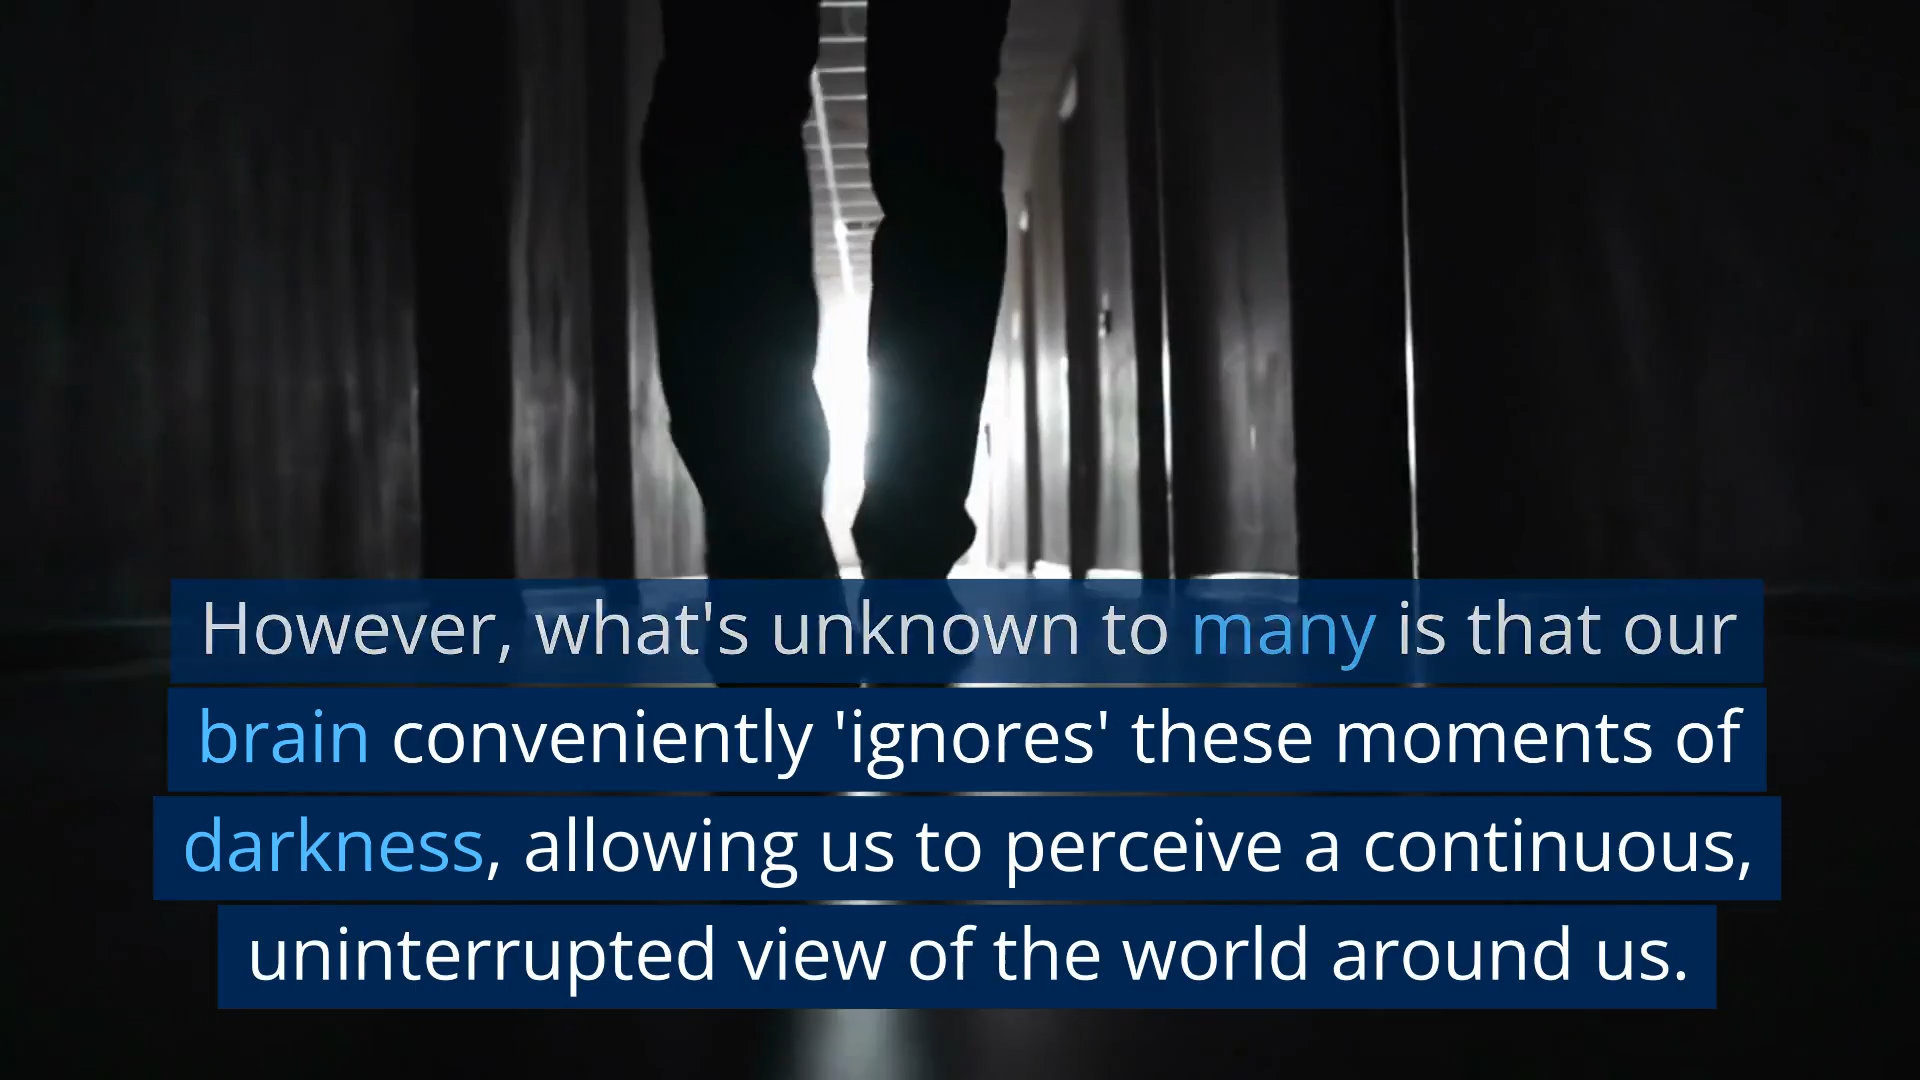 However, what's unknown to many is that our
brain conveniently 'ignores' these moments of
darkness, allowing us to perceive a continuous,
uninterrupted view of the world around us.